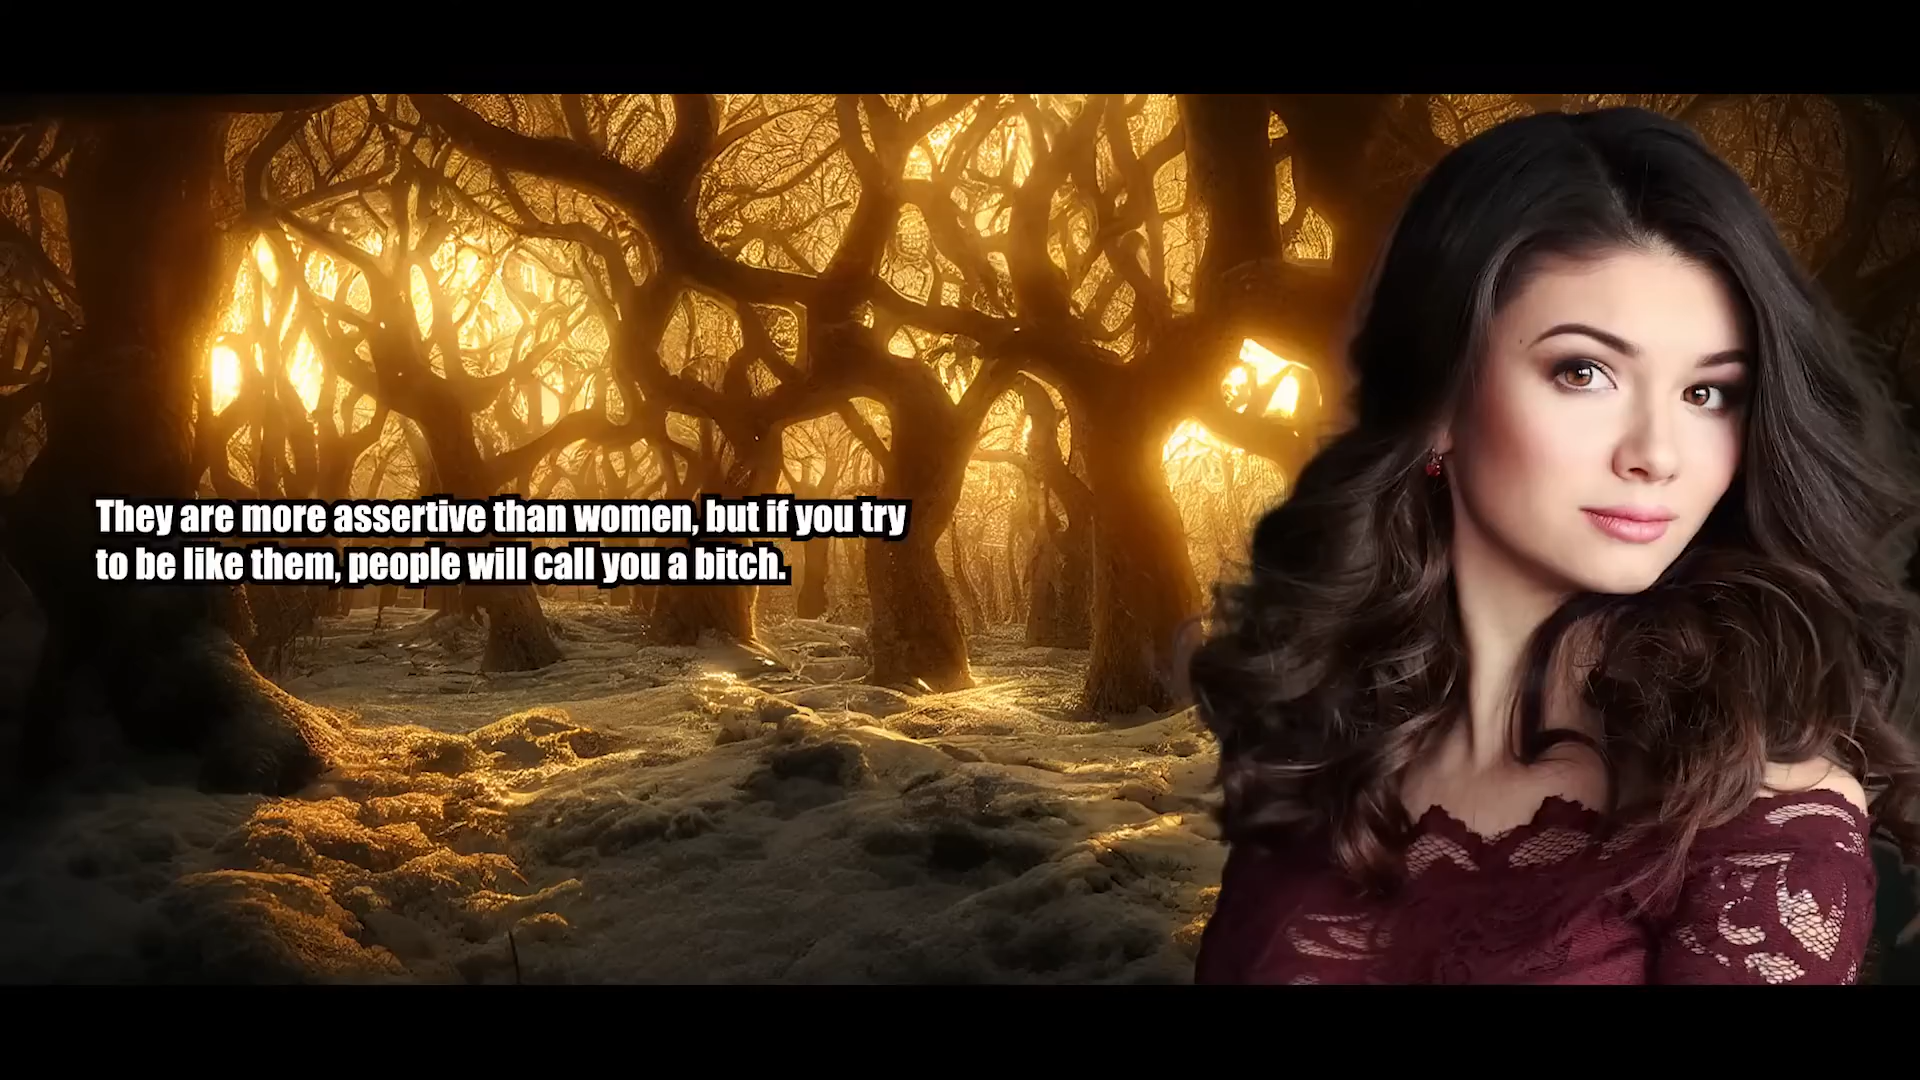 They are more assertive than women, but if you try
to be like them, people will call you a bitch.